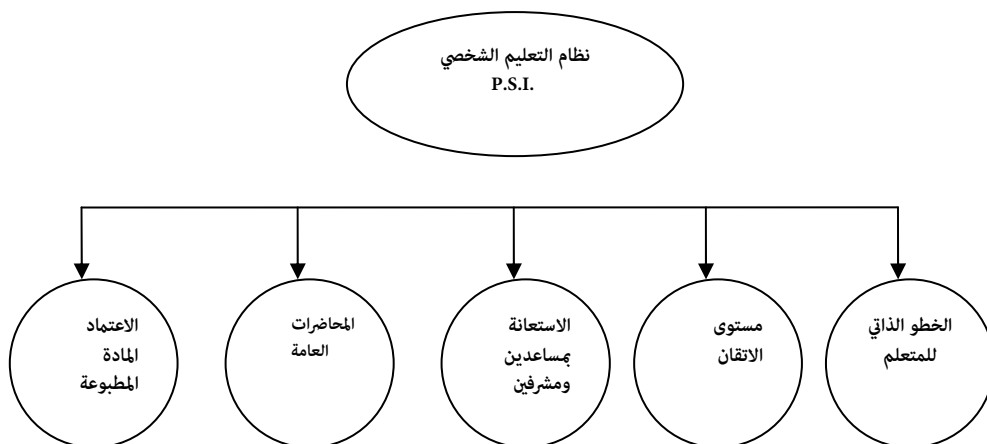 نظام التعليم الشخصي
P.S.I.
الخطو الذاتي
للمتعلم
مستوى
الاتقان
الاستعانة
بمساعدين
ومشرفين
المحاضرات
العامة
الاعتماد
المادة
المطبوعة